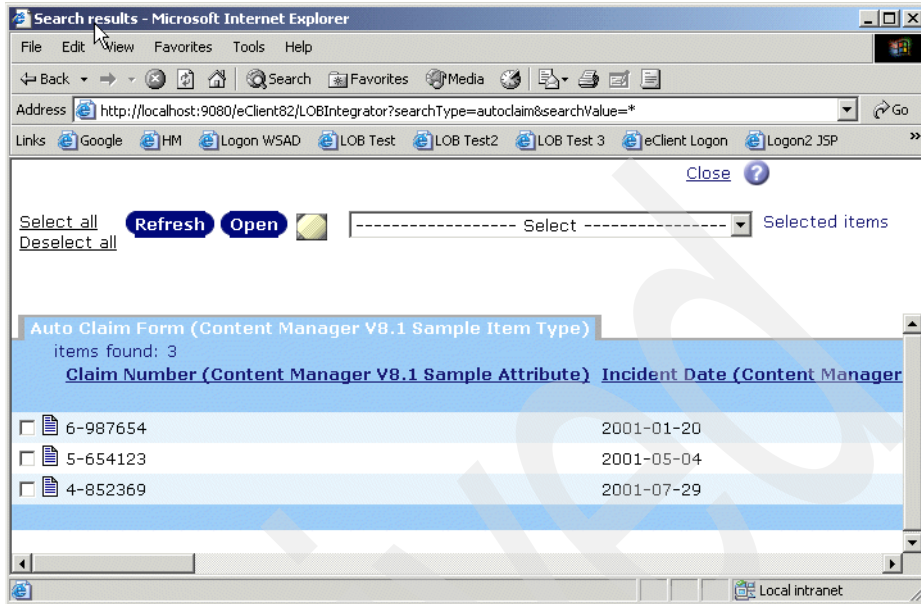 Search results - Microsoft Internet Explorer
File Edit View Favorites Tools Help
Back Search Favorites Media
Address http://localhost:9080/eClient82/LOBIntegrator?searchType=autoclaim&searchValue=* Go
Links Google HM Logon WSAD LOB Test LOB Test2 LOB Test 3 eClient Logon Logon2 JSP »
Close ?
Select all Refresh Open ------------------ Select ---------------- Selected items
Deselect all
Auto Claim Form (Content Manager V8.1 Sample Item Type)
items found: 3
Claim Number (Content Manager V8.1 Sample Attribute) Incident Date (Content Manager
6-987654 2001-01-20
5-654123 2001-05-04
4-852369 2001-07-29
Local intranet